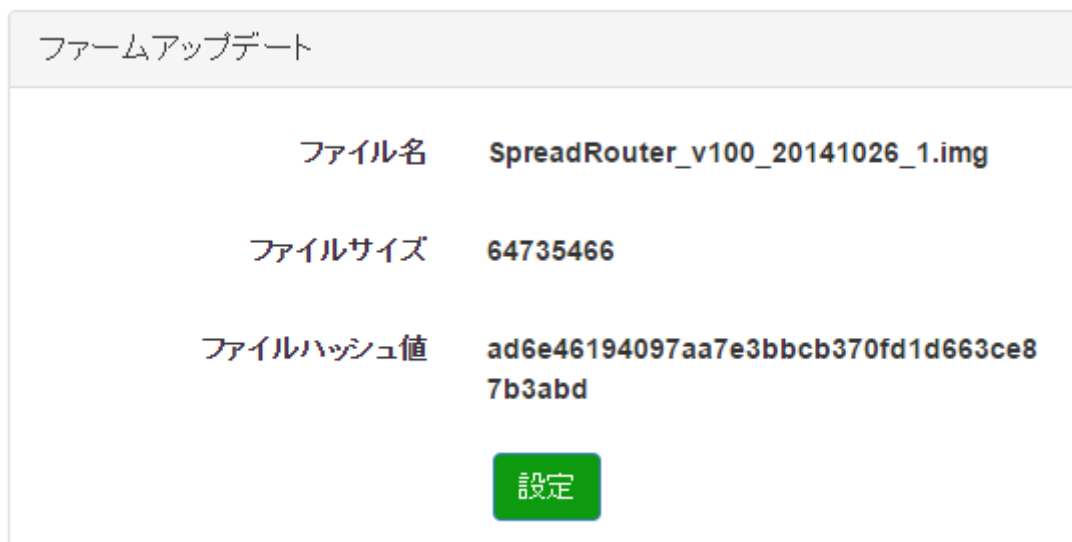 ファームアップデート
ファイル名 SpreadRouter_v100_20141026_1.img
ファイルサイズ 64735466
ファイルハッシュ値 ad6e46194097aa7e3bbcb370fd1d663ce8
7b3abd
設定